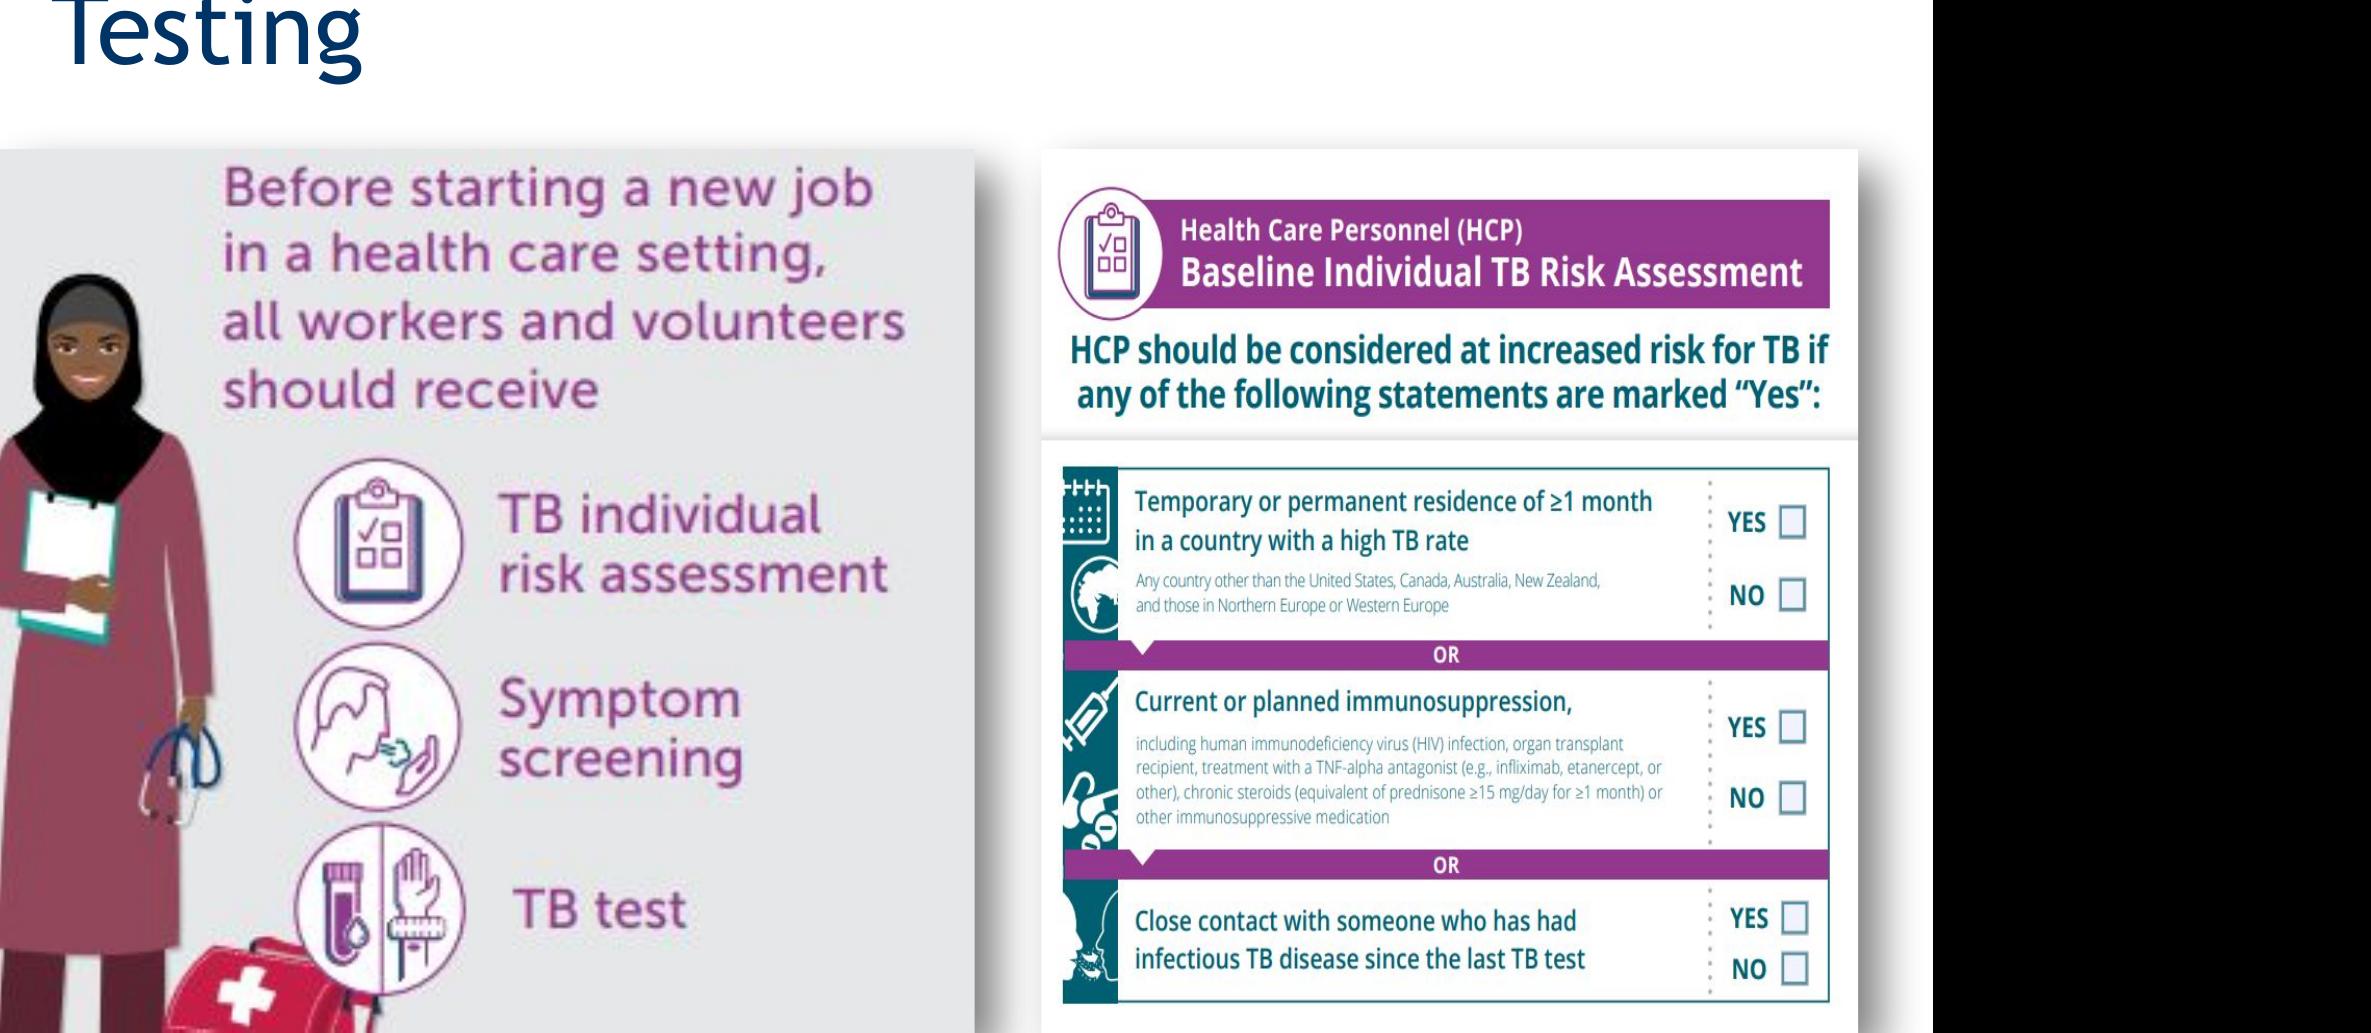 Testing
Before starting a new job
in a health care setting,
all workers and volunteers
should receive
TB individual
risk assessment
Symptom
screening
TB test
Health Care Personnel (HCP)
Baseline Individual TB Risk Assessment
HCP should be considered at increased risk for TB if
any of the following statements are marked “Yes”:
Temporary or permanent residence of ≥1 month
in a country with a high TB rate
Any country other than the United States, Canada, Australia, New Zealand,
and those in Northern Europe or Western Europe
YES
NO
OR
Current or planned immunosuppression,
including human immunodeficiency virus (HIV) infection, organ transplant
recipient, treatment with a TNF-alpha antagonist (e.g., infliximab, etanercept, or
other), chronic steroids (equivalent of prednisone ≥15 mg/day for ≥1 month) or
other immunosuppressive medication
YES
NO
OR
Close contact with someone who has had
infectious TB disease since the last TB test
YES
NO